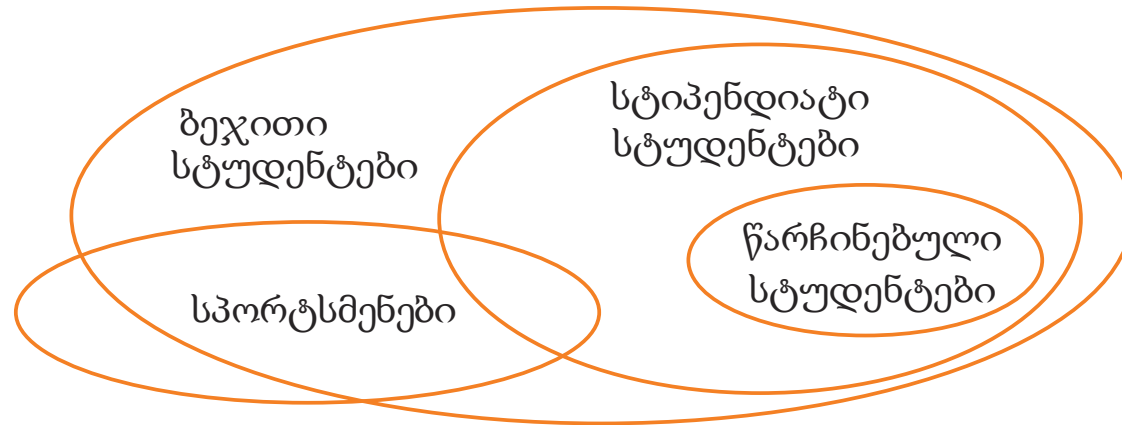 ბეჯითი
სტუდენტები
სტიპენდიატი
სტუდენტები
წარჩინებული
სტუდენტები
სპორტსმენები